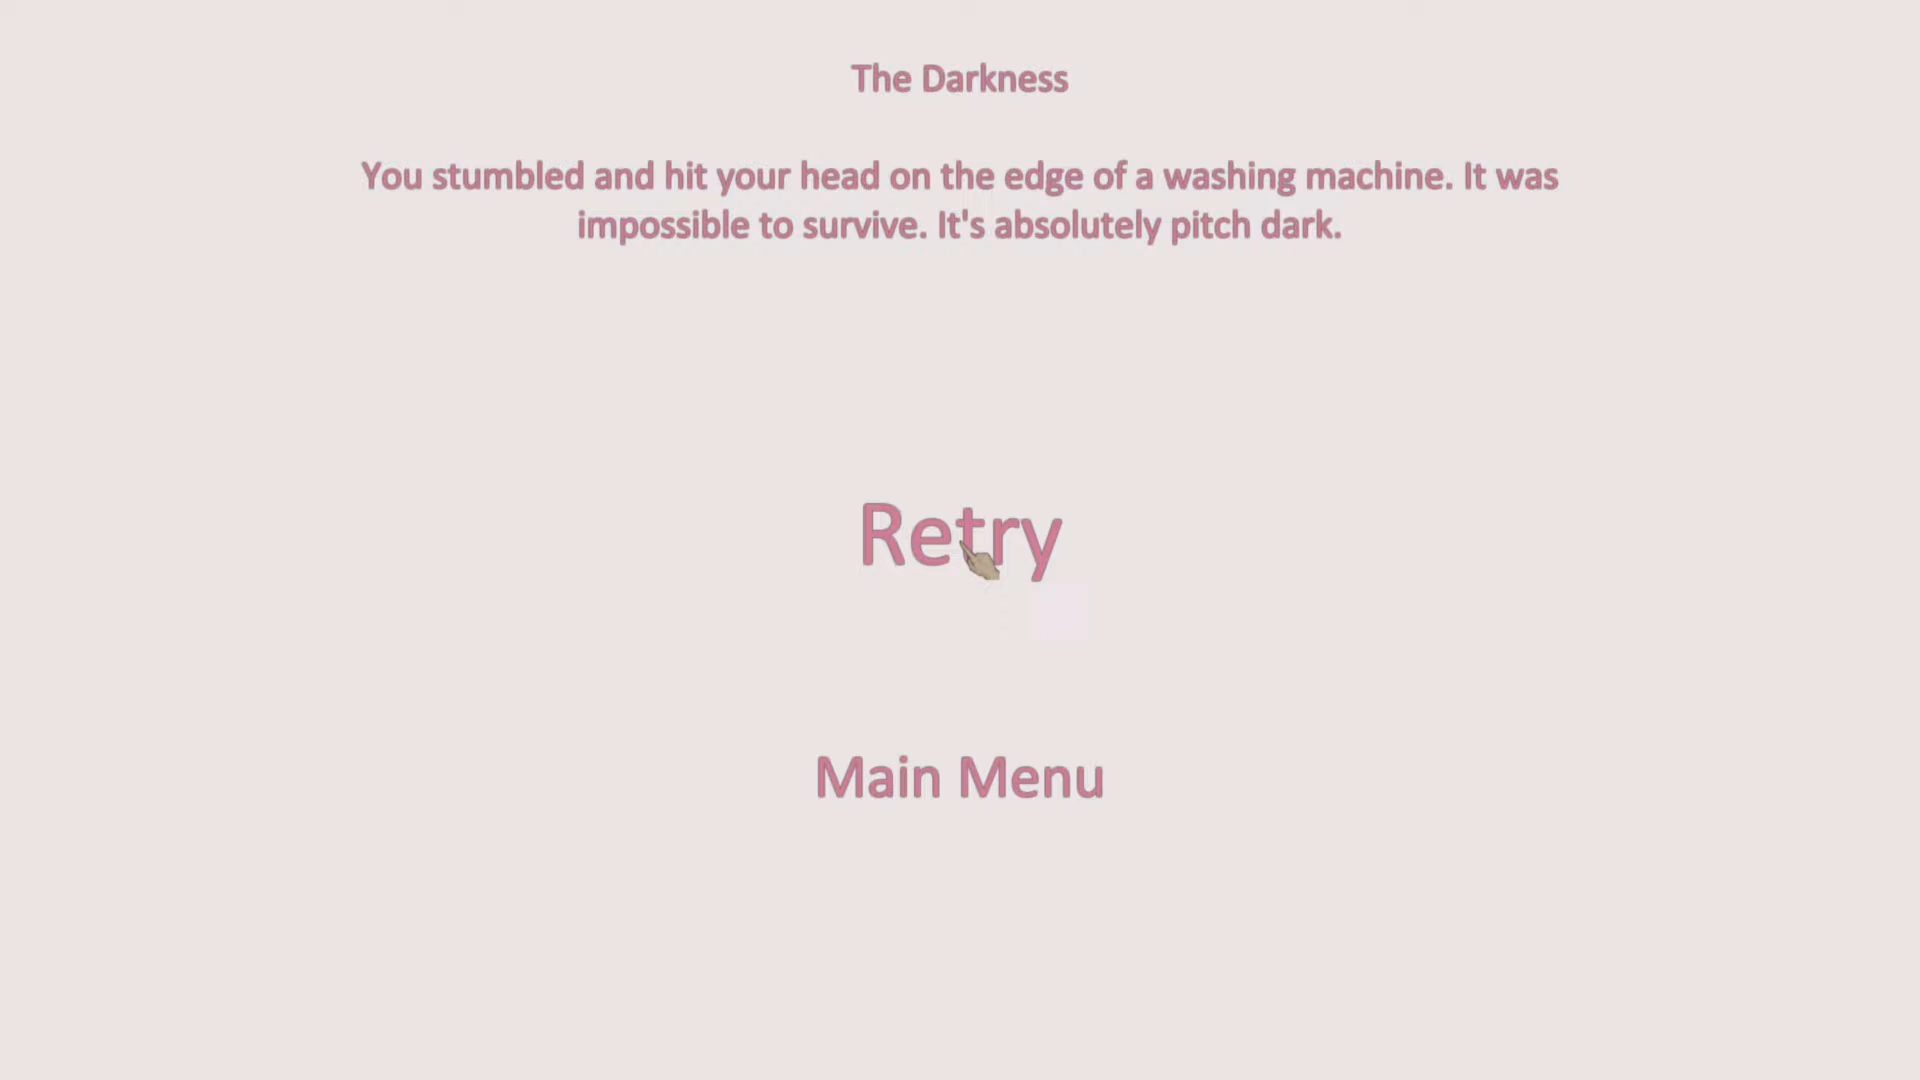 The Darkness
You stumbled and hit your head on the edge of a washing machine. It was
impossible to survive. It's absolutely pitch dark.
Retry
Main Menu